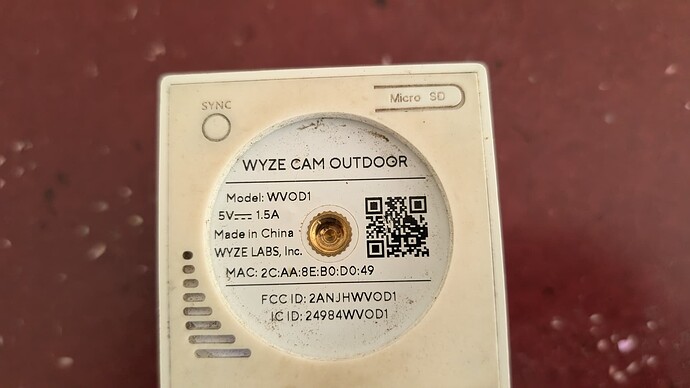 SYNC
Micro SD
WYZE CAM OUTDOOR
Model: WVOD1
5V⎓ 1.5A
Made in China
WYZE LABS, Inc.
MAC: 2C:AA:8E:B0:D0:49
FCC ID: 2ANJHWVOD1
IC ID: 24984WVOD1